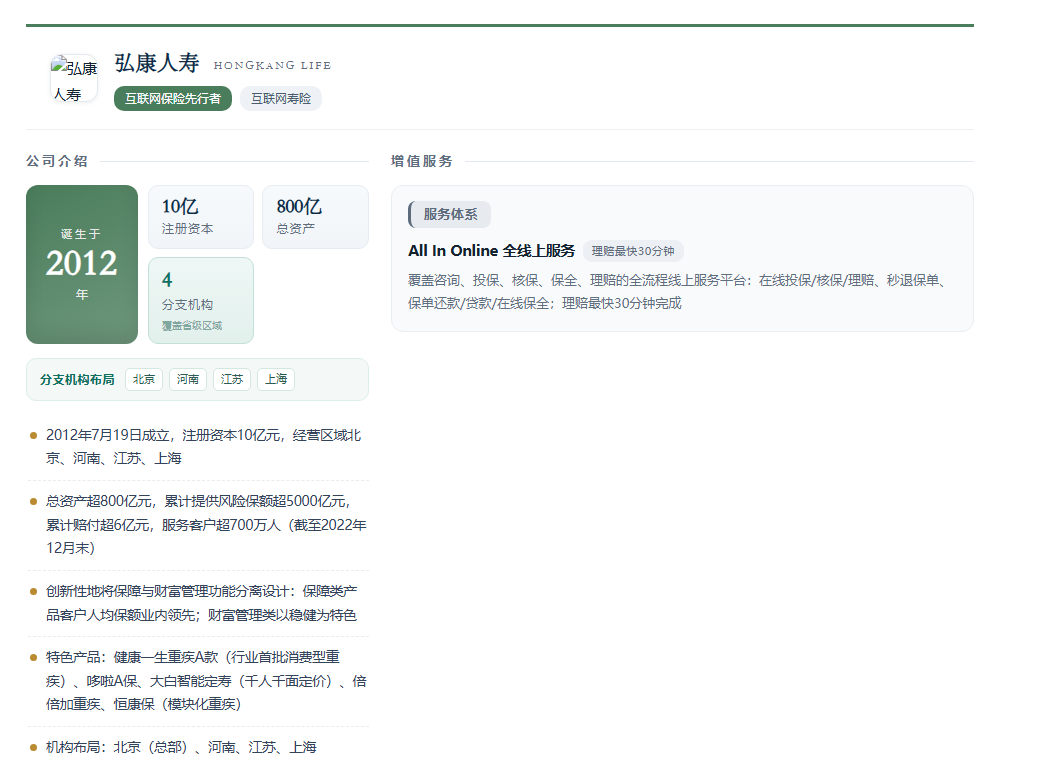 弘康人寿
弘康人寿 HONGKANG LIFE
互联网保险先行者 互联网寿险
公司介绍
诞生于
2012
年
10亿
注册资本
800亿
总资产
4
分支机构
覆盖省级区域
分支机构布局 北京 河南 江苏 上海
2012年7月19日成立，注册资本10亿元，经营区域北
京、河南、江苏、上海
总资产超800亿元，累计提供风险保额超5000亿元，
累计赔付超6亿元，服务客户超700万人（截至2022年
12月末）
创新性地将保障与财富管理功能分离设计：保障类产
品客户人均保额业内领先；财富管理类以稳健为特色
特色产品：健康一生重疾A款（行业首批消费型重
疾）、哆啦A保、大白智能定寿（千人千面定价）、倍
倍加重疾、恒康保（模块化重疾）
机构布局：北京（总部）、河南、江苏、上海
增值服务
服务体系
All In Online 全线上服务 理赔最快30分钟
覆盖咨询、投保、核保、保全、理赔的全流程线上服务平台：在线投保/核保/理赔、秒退保单、
保单还款/贷款/在线保全；理赔最快30分钟完成